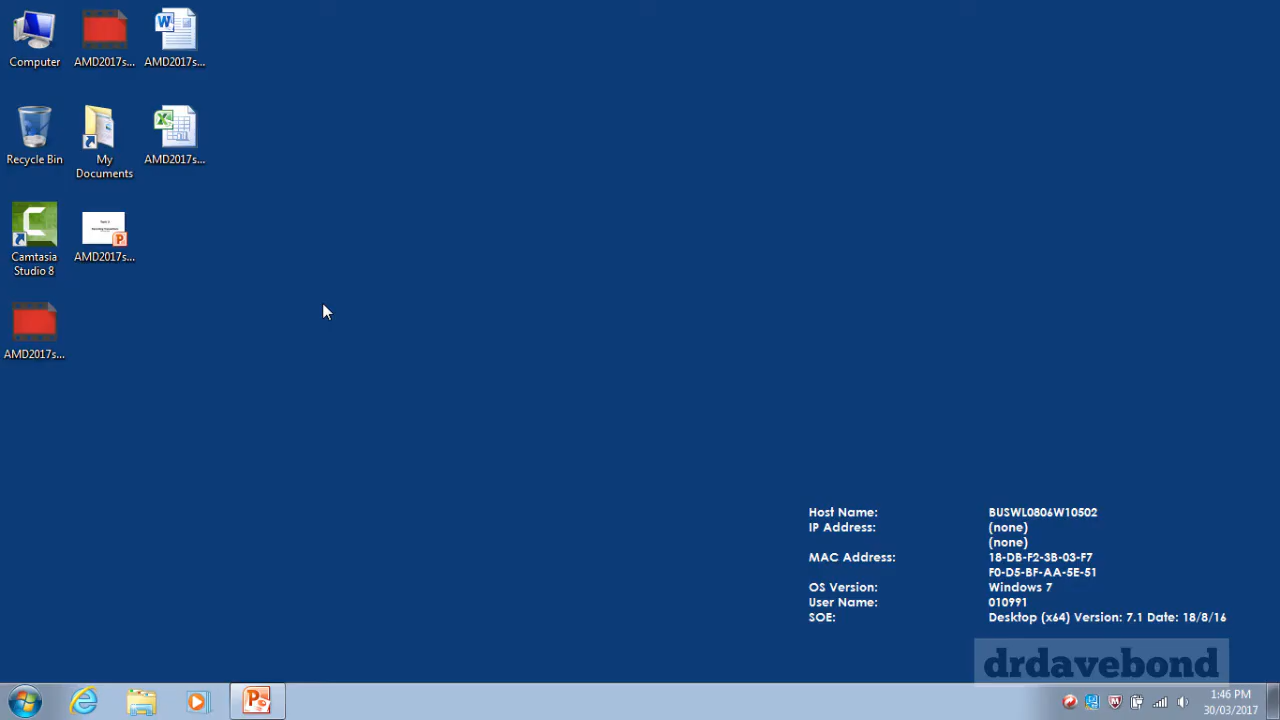 Computer
AMD2017s...
AMD2017s...
Recycle Bin
My
Documents
AMD2017s...
Camtasia
Studio 8
AMD2017s...
AMD2017s...
Host Name: BUSWL0806W10502
IP Address: (none)
(none)
MAC Address: 18-DB-F2-3B-03-F7
F0-D5-BF-AA-5E-51
OS Version: Windows 7
User Name: 010991
SOE: Desktop (x64) Version: 7.1 Date: 18/8/16
drdavebond
1:46 PM
30/03/2017